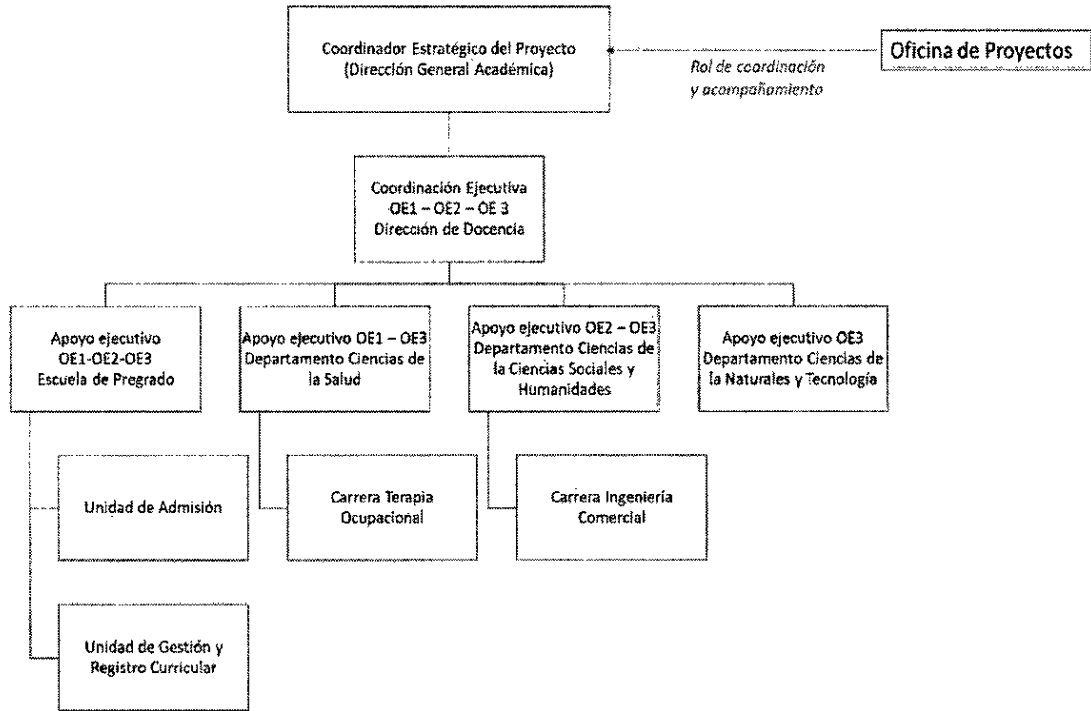 Coordinador Estratégico del Proyecto
(Dirección General Académica)
Oficina de Proyectos
Rol de coordinación
y acompañamiento
Coordinación Ejecutiva
OE1 – OE2 – OE 3
Dirección de Docencia
Apoyo ejecutivo
OE1-OE2-OE3
Escuela de Pregrado
Apoyo ejecutivo OE1 – OE3
Departamento Ciencias de
la Salud
Apoyo ejecutivo OE2 – OE3
Departamento Ciencias de
la Ciencias Sociales y
Humanidades
Apoyo ejecutivo OE3
Departamento Ciencias de
la Naturales y Tecnología
Unidad de Admisión
Carrera Terapia
Ocupacional
Carrera Ingeniería
Comercial
Unidad de Gestión y
Registro Curricular